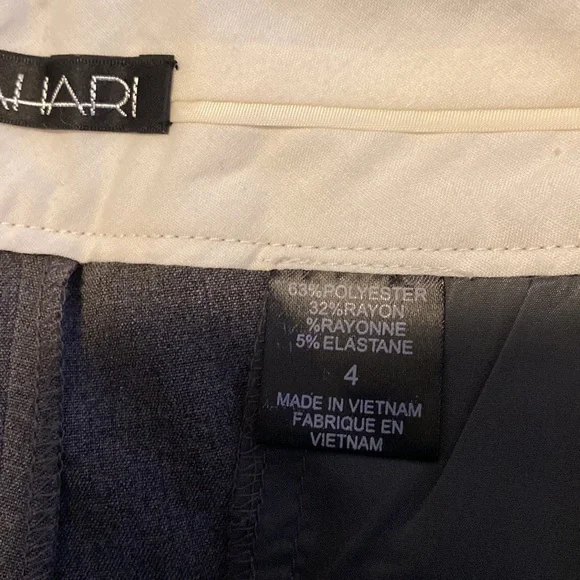 AHARI
63%POLYESTER
32%RAYON
%RAYONNE
5%ELASTANE
4
MADE IN VIETNAM
FABRIQUE EN
VIETNAM